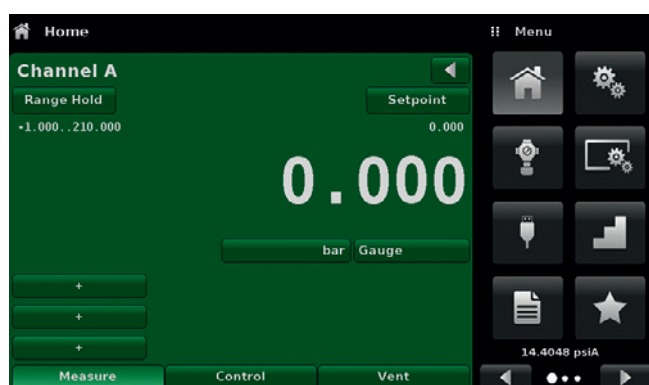 Home
Menu
Channel A
Range Hold
Setpoint
-1.000..210.000
0.000
0.000
bar
Gauge
+
+
+
14.4048 psiA
Measure
Control
Vent